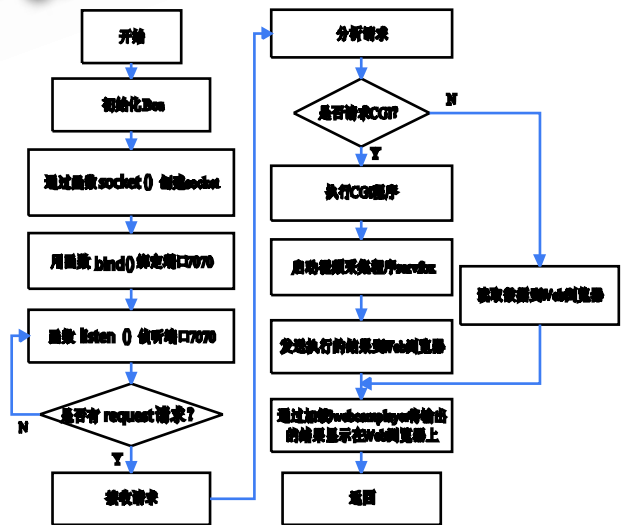 开始
初始化Boa
通过函数socket () 创建socket
用函数 bind()绑定端口7070
函数 listen () 侦听端口7070
是否有 request 请求?
N
Y
接收请求
分析请求
是否请求CGI?
N
Y
执行CGI程序
启动视频采集程序servfox
读取数据到Web浏览器
发送执行的结果到Web浏览器
通过加载Jwebcamplayer将输出
的结果显示在Web浏览器上
返回